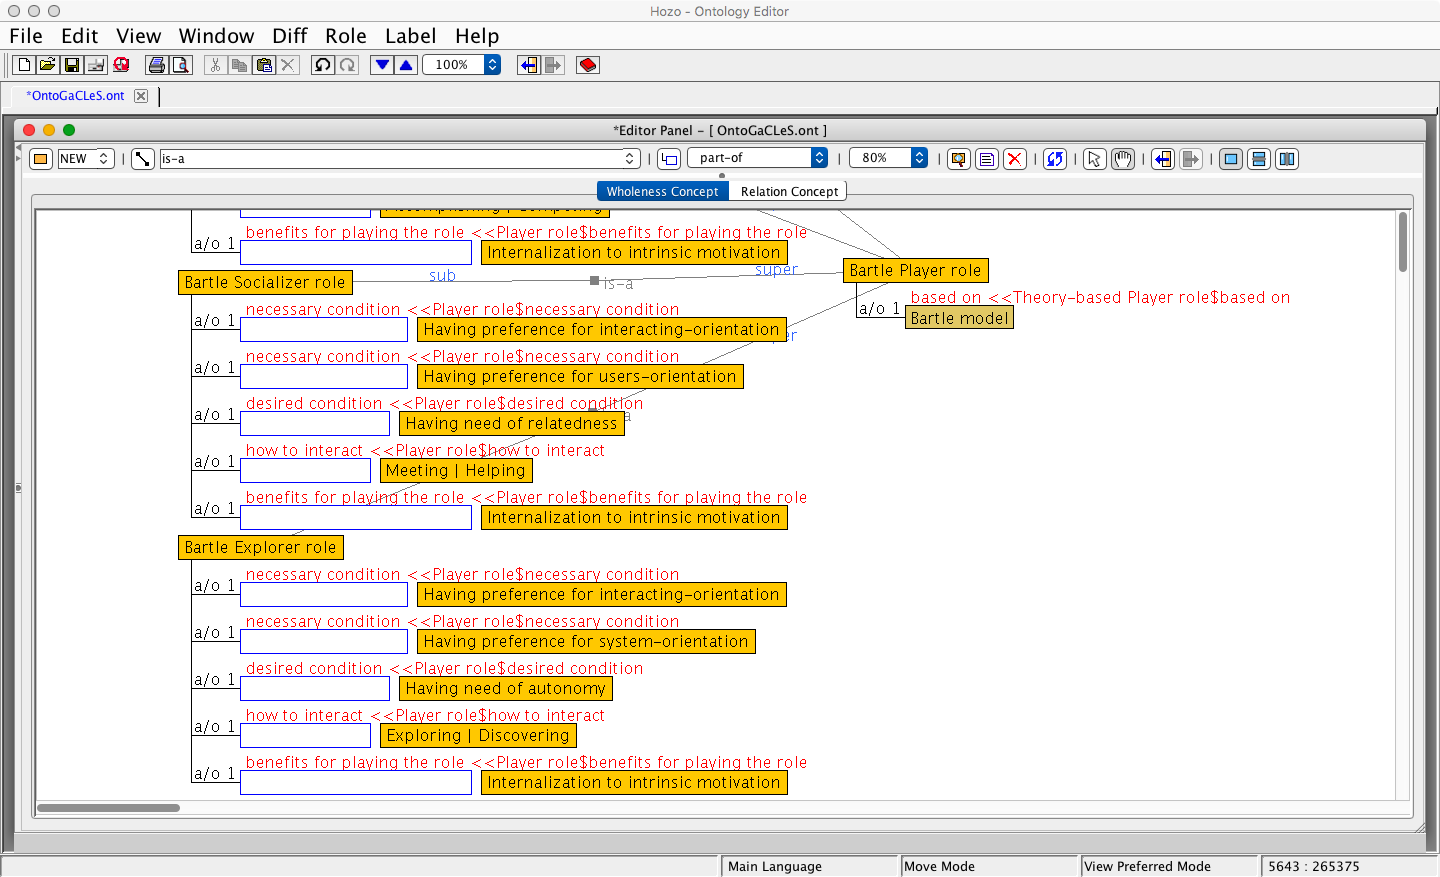 Hozo - Ontology Editor
File Edit View Window Diff Role Label Help
100%
*OntoGaCLeS.ont
*Editor Panel - [ OntoGaCLeS.ont ]
NEW is-a part-of 80%
Wholeness Concept Relation Concept
a/o 1 benefits for playing the role <<Player role$benefits for playing the role
Internalization to intrinsic motivation
Bartle Socializer role sub is-a super Bartle Player role
a/o 1 based on <<Theory-based Player role$based on
Bartle model
a/o 1 necessary condition <<Player role$necessary condition
Having preference for interacting-orientation
a/o 1 necessary condition <<Player role$necessary condition
Having preference for users-orientation
a/o 1 desired condition <<Player role$desired condition
Having need of relatedness
a/o 1 how to interact <<Player role$how to interact
Meeting | Helping
a/o 1 benefits for playing the role <<Player role$benefits for playing the role
Internalization to intrinsic motivation
Bartle Explorer role
a/o 1 necessary condition <<Player role$necessary condition
Having preference for interacting-orientation
a/o 1 necessary condition <<Player role$necessary condition
Having preference for system-orientation
a/o 1 desired condition <<Player role$desired condition
Having need of autonomy
a/o 1 how to interact <<Player role$how to interact
Exploring | Discovering
a/o 1 benefits for playing the role <<Player role$benefits for playing the role
Internalization to intrinsic motivation
Main Language Move Mode View Preferred Mode 5643 : 265375